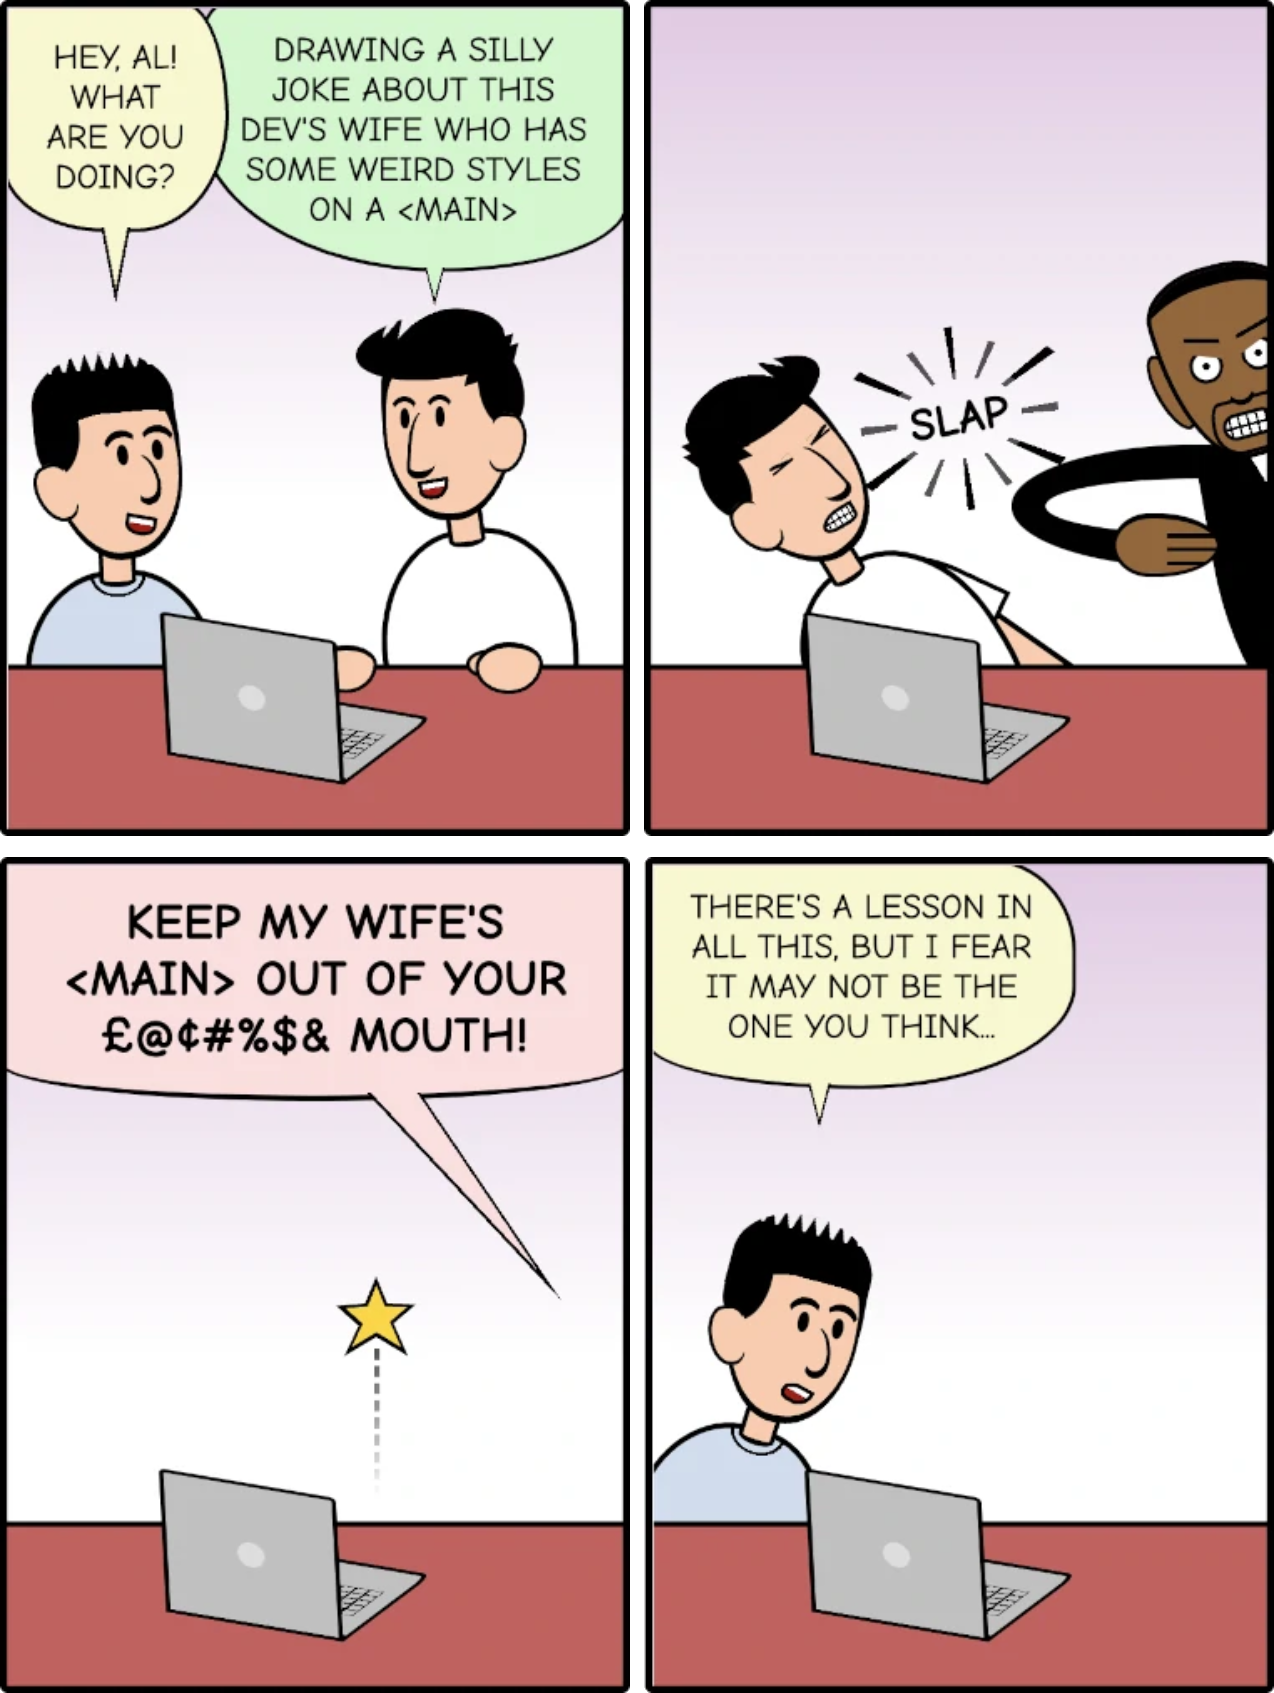 HEY, AL!
WHAT
ARE YOU
DOING?
DRAWING A SILLY
JOKE ABOUT THIS
DEV'S WIFE WHO HAS
SOME WEIRD STYLES
ON A <MAIN>
SLAP
KEEP MY WIFE'S
<MAIN> OUT OF YOUR
£@¢#%$& MOUTH!
THERE'S A LESSON IN
ALL THIS, BUT I FEAR
IT MAY NOT BE THE
ONE YOU THINK...